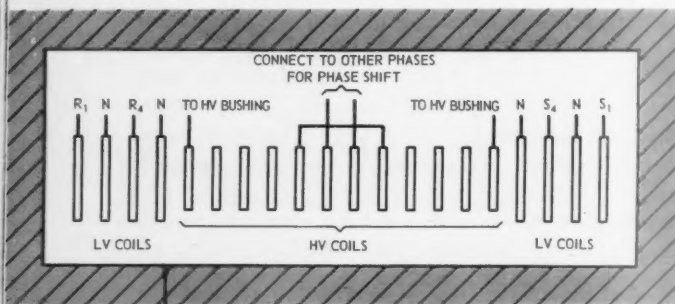 CONNECT TO OTHER PHASES
FOR PHASE SHIFT
R₁ N R₄ N TO HV BUSHING TO HV BUSHING N S₄ N S₁
LV COILS HV COILS LV COILS